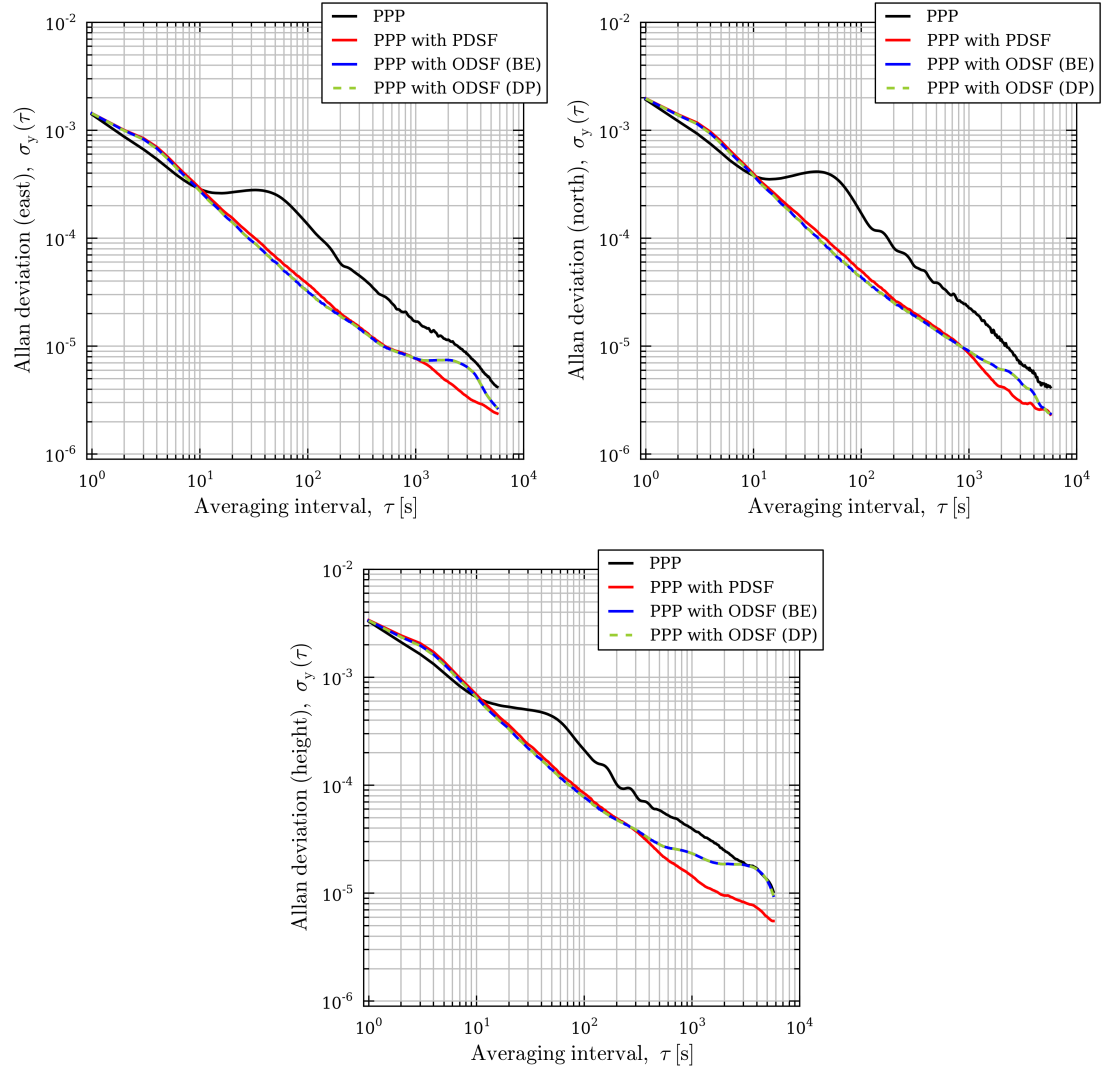 PPP
PPP with PDSF
PPP with ODSF (BE)
PPP with ODSF (DP)
10^-2
10^-3
10^-4
10^-5
10^-6
Allan deviation (east), σ_y(τ)
10^0 10^1 10^2 10^3 10^4
Averaging interval, τ [s]
PPP
PPP with PDSF
PPP with ODSF (BE)
PPP with ODSF (DP)
10^-2
10^-3
10^-4
10^-5
10^-6
Allan deviation (north), σ_y(τ)
10^0 10^1 10^2 10^3 10^4
Averaging interval, τ [s]
PPP
PPP with PDSF
PPP with ODSF (BE)
PPP with ODSF (DP)
10^-2
10^-3
10^-4
10^-5
10^-6
Allan deviation (height), σ_y(τ)
10^0 10^1 10^2 10^3 10^4
Averaging interval, τ [s]